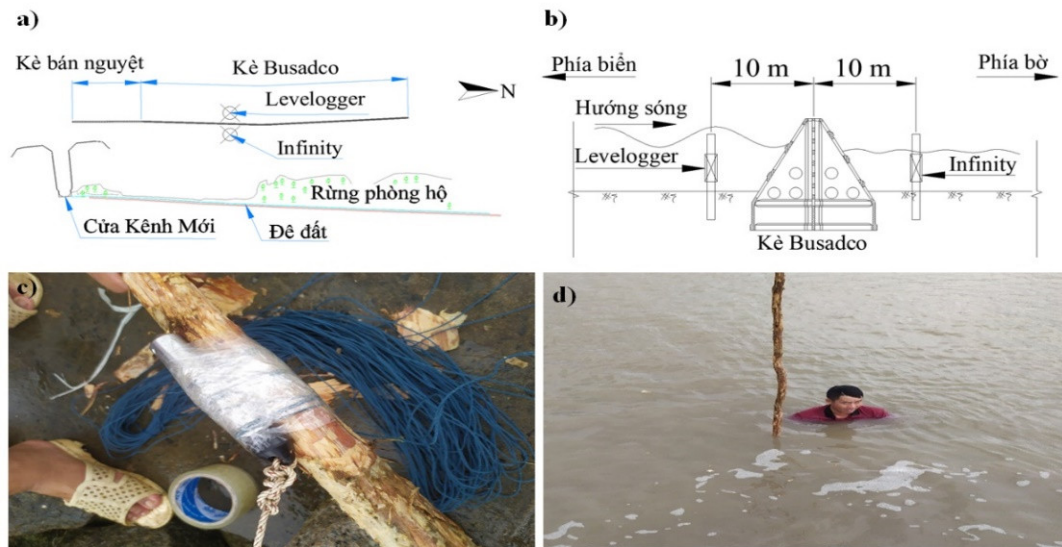 a)
Kè bán nguyệt
Kè Busadco
Levelogger
N
Infinity
Rừng phòng hộ
Cửa Kênh Mới
Đê đất
b)
Phía biển
10 m
10 m
Phía bờ
Hướng sóng
Levelogger
Infinity
Kè Busadco
c)
d)